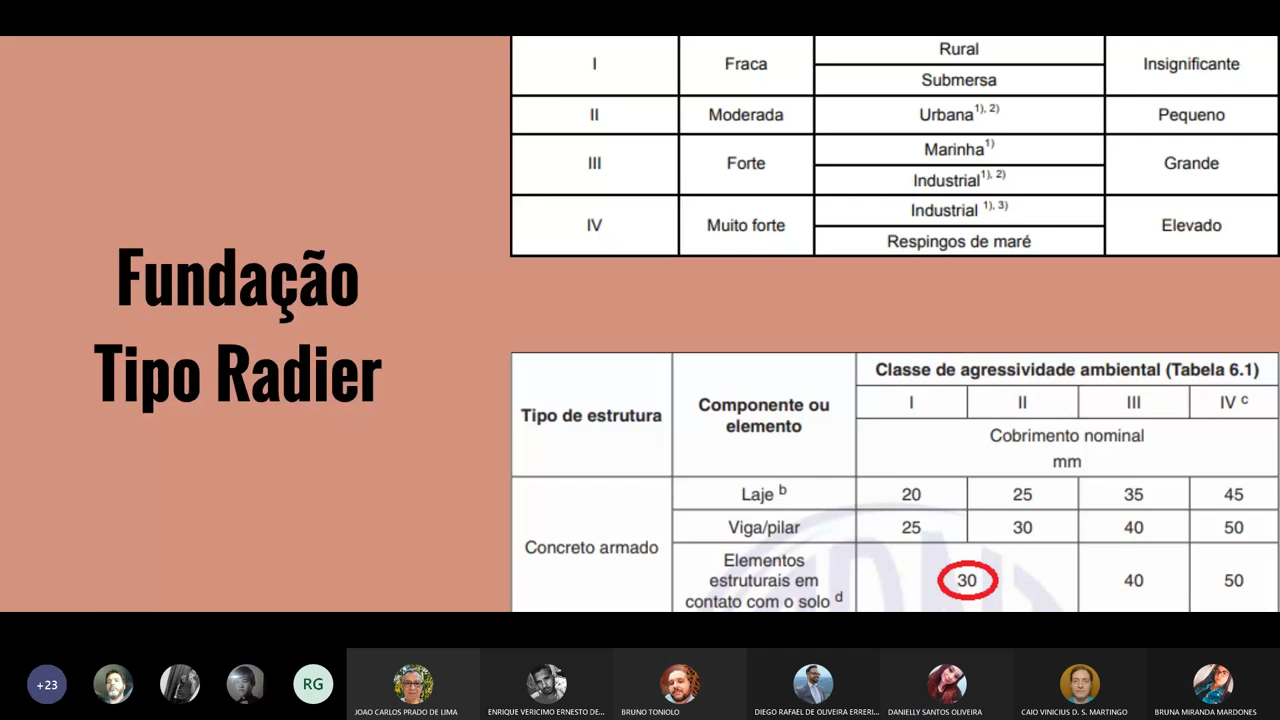 Fundação
Tipo Radier
I
Fraca
Rural
Submersa
Insignificante
II
Moderada
Urbana1), 2)
Pequeno
III
Forte
Marinha1)
Industrial1), 2)
Grande
IV
Muito forte
Industrial 1), 3)
Respingos de maré
Elevado
Tipo de estrutura
Componente ou
elemento
Classe de agressividade ambiental (Tabela 6.1)
I
II
III
IV c
Cobrimento nominal
mm
Concreto armado
Laje b
20
25
35
45
Viga/pilar
25
30
40
50
Elementos
estruturais em
contato com o solo d
30
40
50
+23
RG
JOAO CARLOS PRADO DE LIMA
ENRIQUE VERICIMO ERNESTO DE...
BRUNO TONIOLO
DIEGO RAFAEL DE OLIVEIRA ERRERI...
DANIELLY SANTOS OLIVEIRA
CAIO VINICIUS D. S. MARTINGO
BRUNA MIRANDA MARDONES